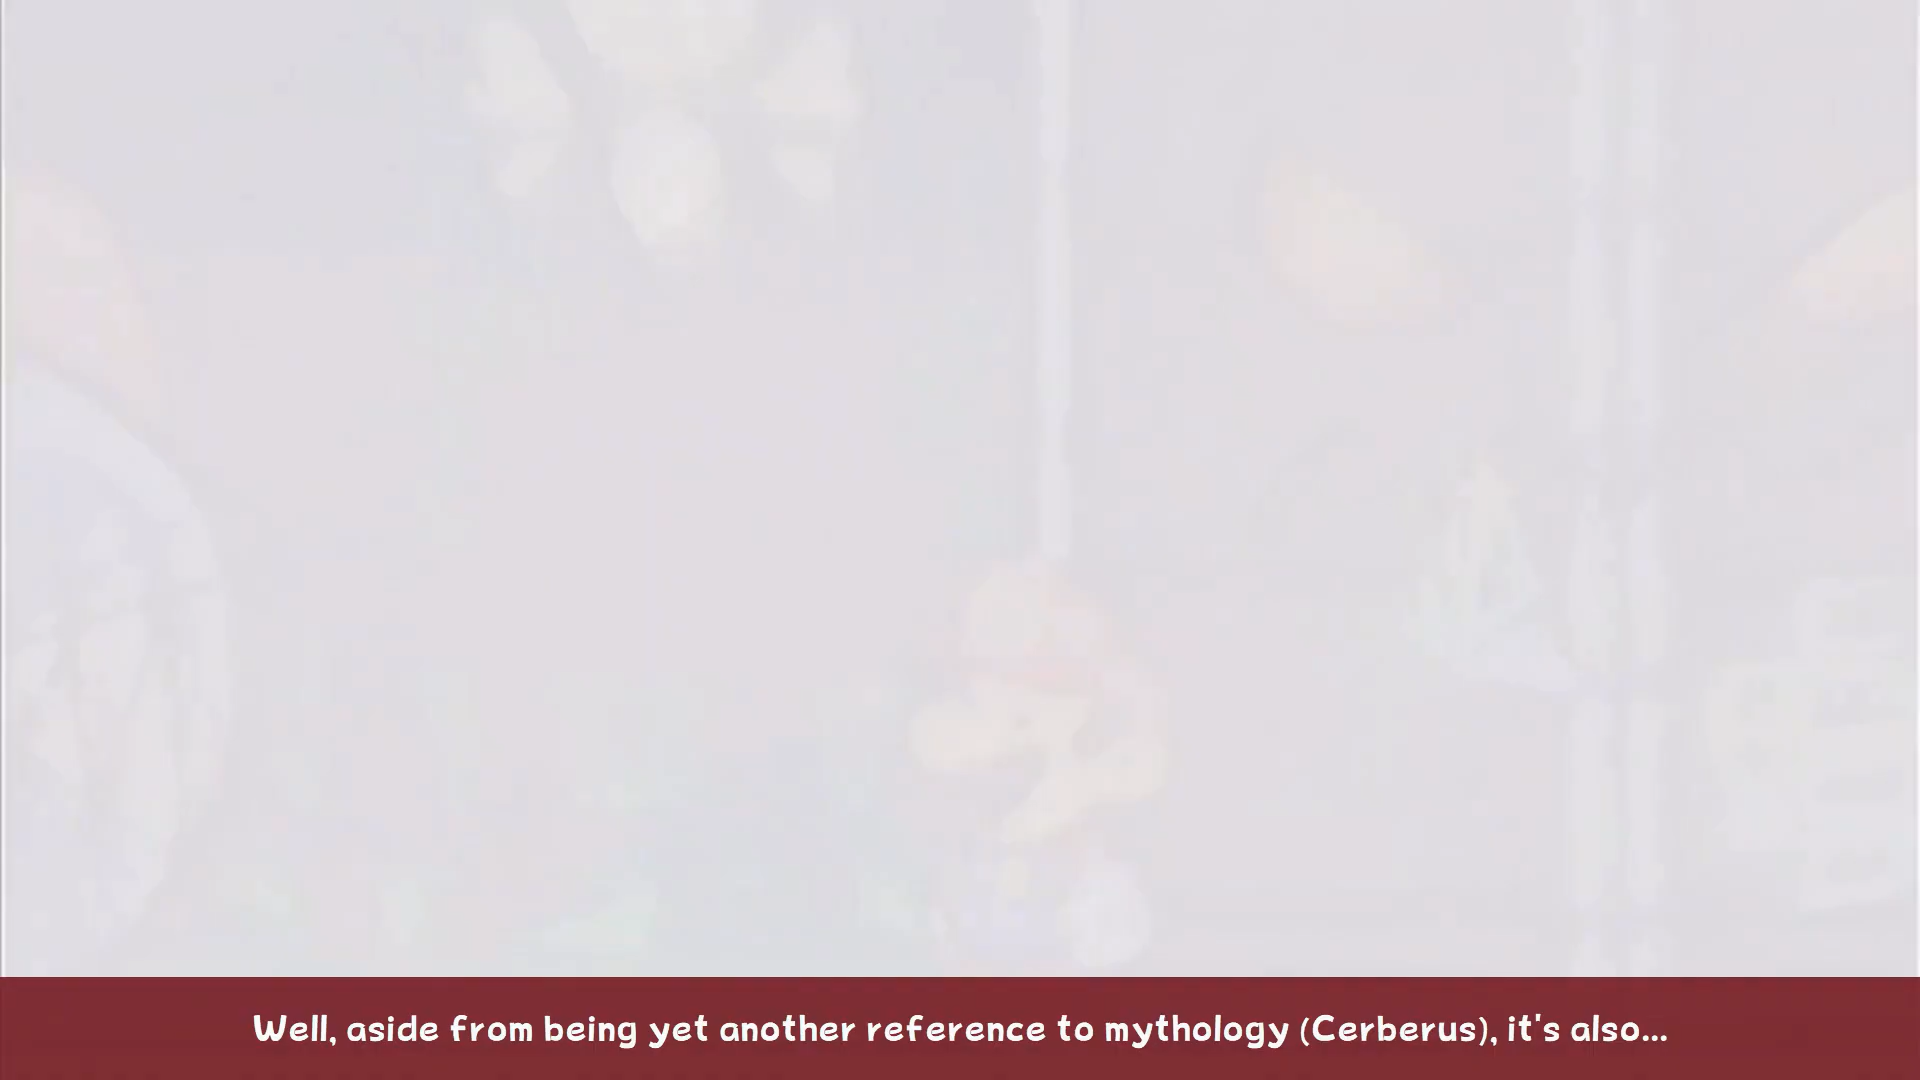 Well, aside from being yet another reference to mythology (Cerberus), it's also...